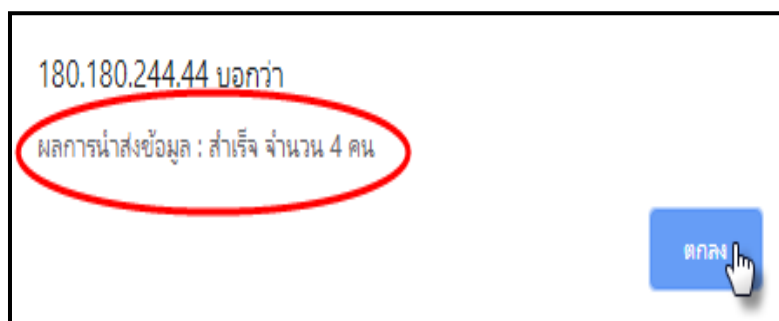 180.180.244.44 บอกว่า
ผลการนำส่งข้อมูล : สำเร็จ จำนวน 4 คน
ตกลง